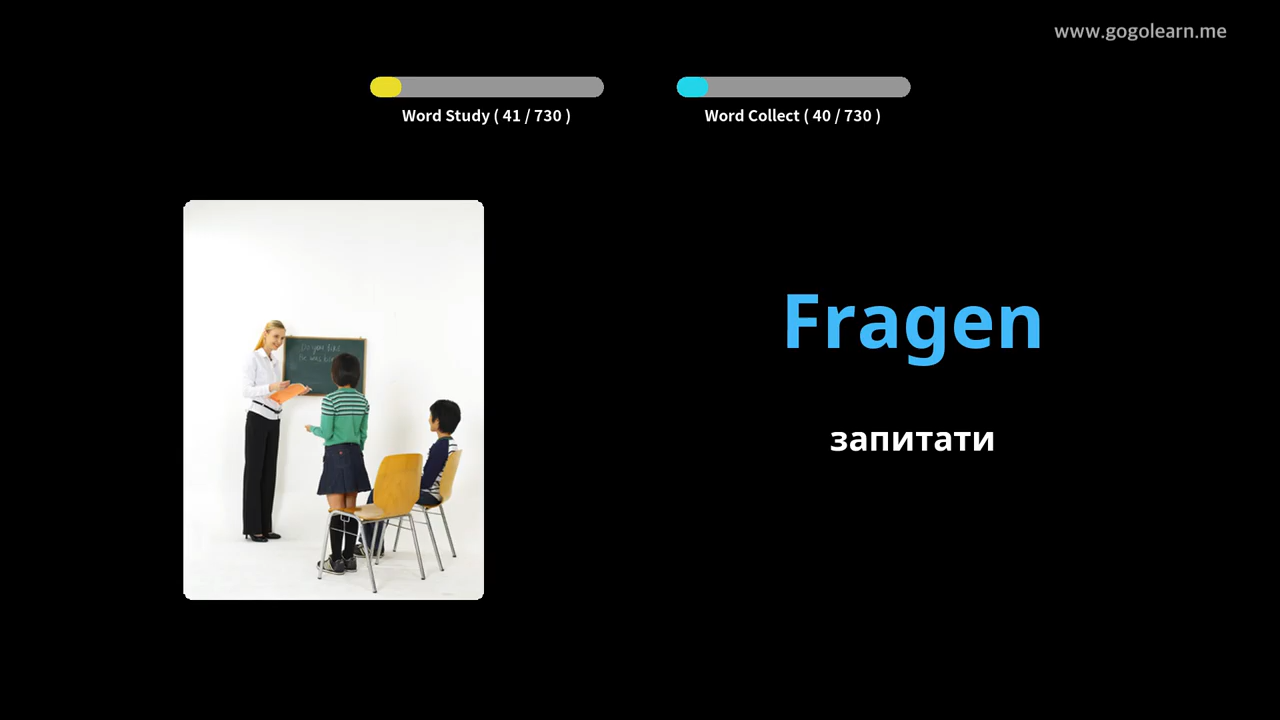 www.gogolearn.me
Word Study ( 41 / 730 )
Word Collect ( 40 / 730 )
Fragen
запитати